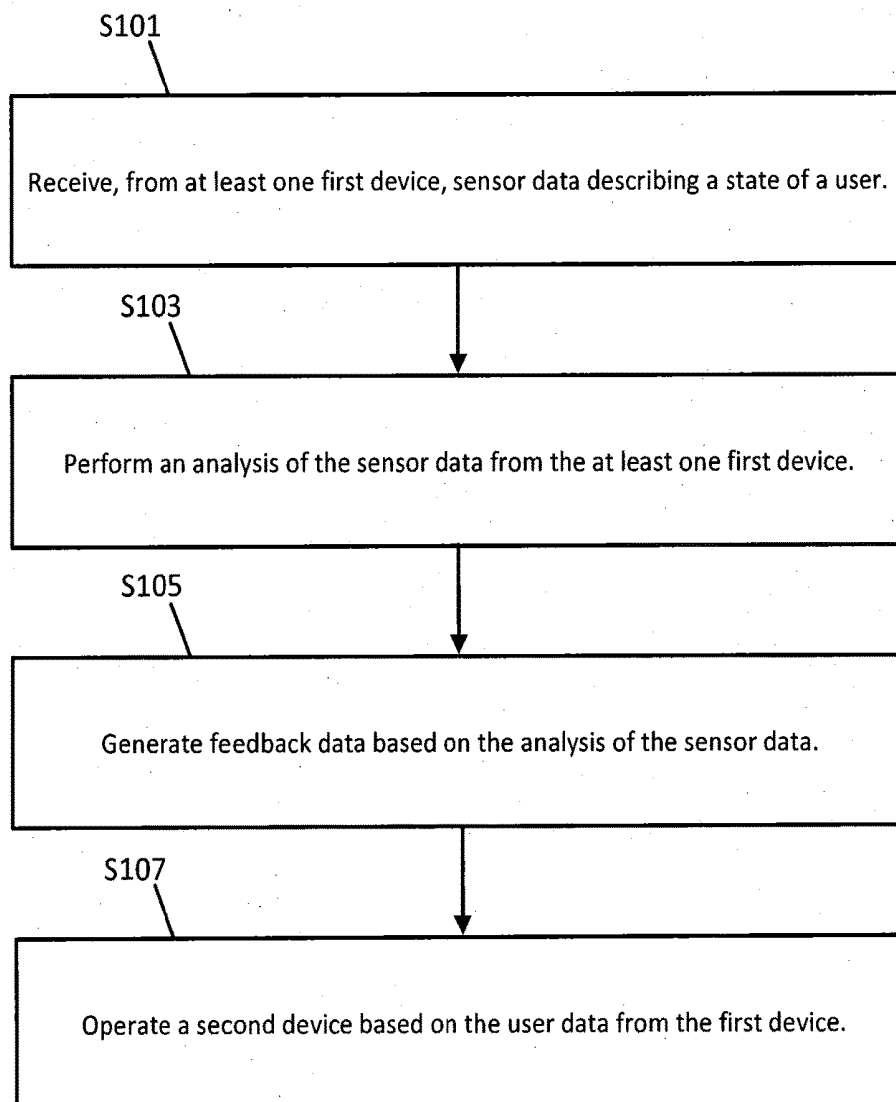 S101
Receive, from at least one first device, sensor data describing a state of a user.
S103
Perform an analysis of the sensor data from the at least one first device.
S105
Generate feedback data based on the analysis of the sensor data.
S107
Operate a second device based on the user data from the first device.